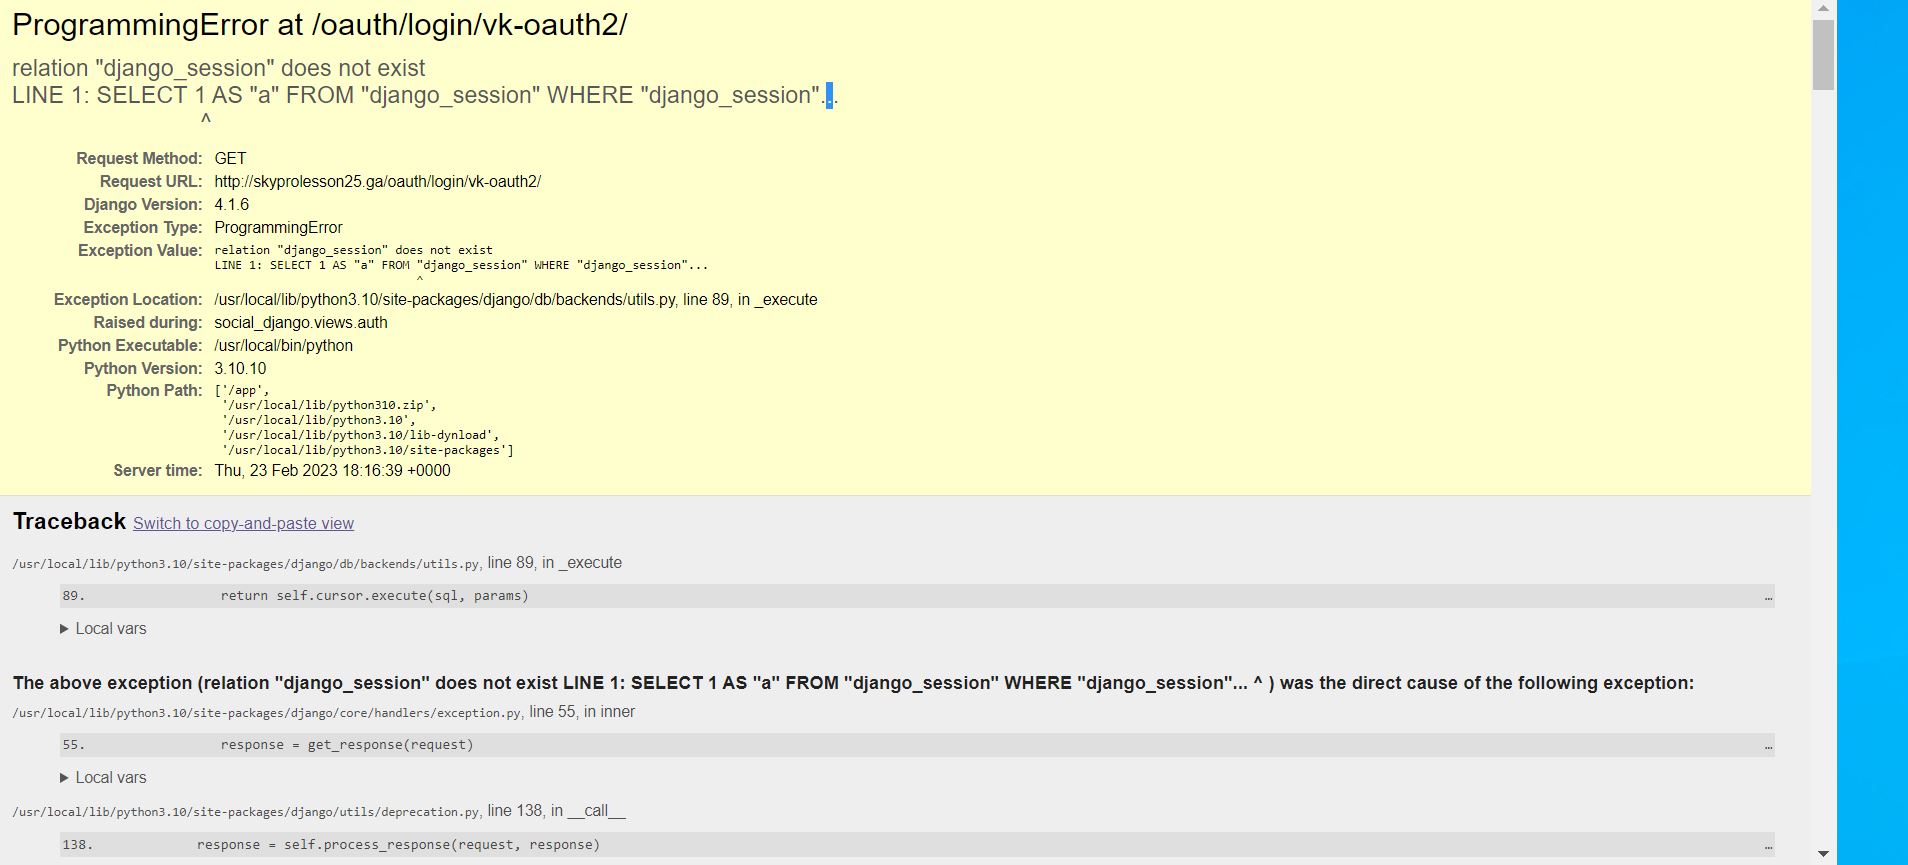 ProgrammingError at /oauth/login/vk-oauth2/
relation "django_session" does not exist
LINE 1: SELECT 1 AS "a" FROM "django_session" WHERE "django_session"...
^
Request Method: GET
Request URL: http://skyprolesson25.ga/oauth/login/vk-oauth2/
Django Version: 4.1.6
Exception Type: ProgrammingError
Exception Value: relation "django_session" does not exist
LINE 1: SELECT 1 AS "a" FROM "django_session" WHERE "django_session"...
^
Exception Location: /usr/local/lib/python3.10/site-packages/django/db/backends/utils.py, line 89, in _execute
Raised during: social_django.views.auth
Python Executable: /usr/local/bin/python
Python Version: 3.10.10
Python Path: ['/app',
'/usr/local/lib/python310.zip',
'/usr/local/lib/python3.10',
'/usr/local/lib/python3.10/lib-dynload',
'/usr/local/lib/python3.10/site-packages']
Server time: Thu, 23 Feb 2023 18:16:39 +0000
Traceback Switch to copy-and-paste view
/usr/local/lib/python3.10/site-packages/django/db/backends/utils.py, line 89, in _execute
89. return self.cursor.execute(sql, params) …
▶ Local vars
The above exception (relation "django_session" does not exist LINE 1: SELECT 1 AS "a" FROM "django_session" WHERE "django_session"... ^ ) was the direct cause of the following exception:
/usr/local/lib/python3.10/site-packages/django/core/handlers/exception.py, line 55, in inner
55. response = get_response(request) …
▶ Local vars
/usr/local/lib/python3.10/site-packages/django/utils/deprecation.py, line 138, in __call__
138. response = self.process_response(request, response) …